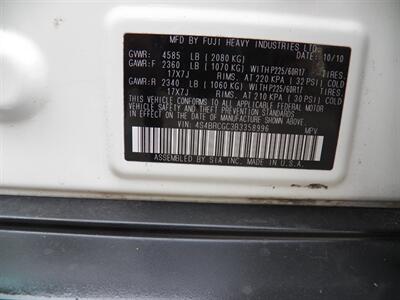 MFD BY FUJI HEAVY INDUSTRIES LTD.
GVWR: 4585 LB (2080 KG) DATE: 10/10
GAWR:F 2360 LB (1070 KG) WITH P225/60R17 TIRES,
17X7J RIMS, AT 220 KPA (32 PSI) COLD
GAWR:R 2340 LB (1060 KG) WITH P225/60R17 TIRES,
17X7J RIMS, AT 210 KPA (30 PSI) COLD
THIS VEHICLE CONFORMS TO ALL APPLICABLE FEDERAL MOTOR
VEHICLE SAFETY AND THEFT PREVENTION STANDARDS IN EFFECT
ON THE DATE OF MANUFACTURE SHOWN ABOVE.
VIN: 4S4BRCGC3B3358996 MPV
ASSEMBLED BY SIA INC. MADE IN U.S.A.